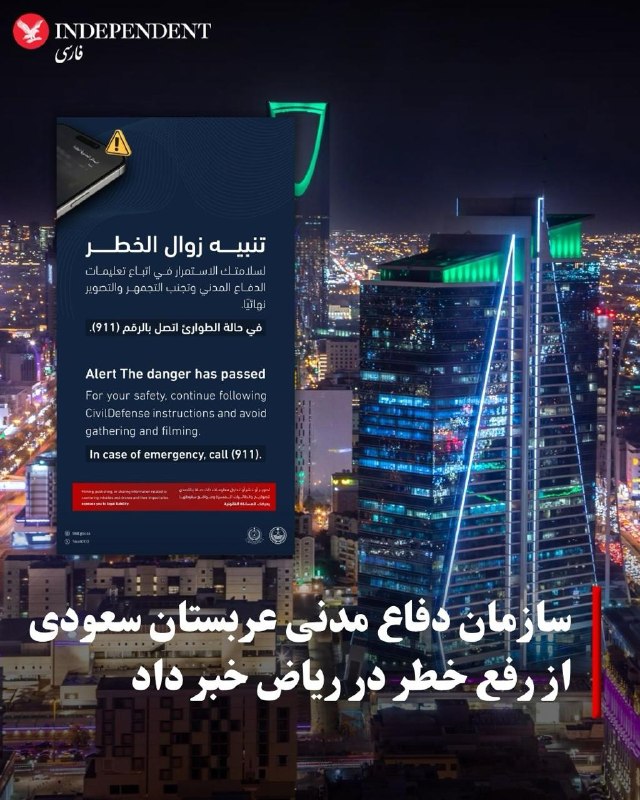 INDEPENDENT
فارسی
تنبيه زوال الخطر
لسلامتك الاستمرار في اتباع تعليمات
الدفاع المدني وتجنب التجمهر والتصوير
نهائيًا.
في حالة الطوارئ اتصل بالرقم (911).
Alert The danger has passed
For your safety, continue following
CivilDefense instructions and avoid
gathering and filming.
In case of emergency, call (911).
سازمان دفاع مدنی عربستان سعودی
از رفع خطر در ریاض خبر داد